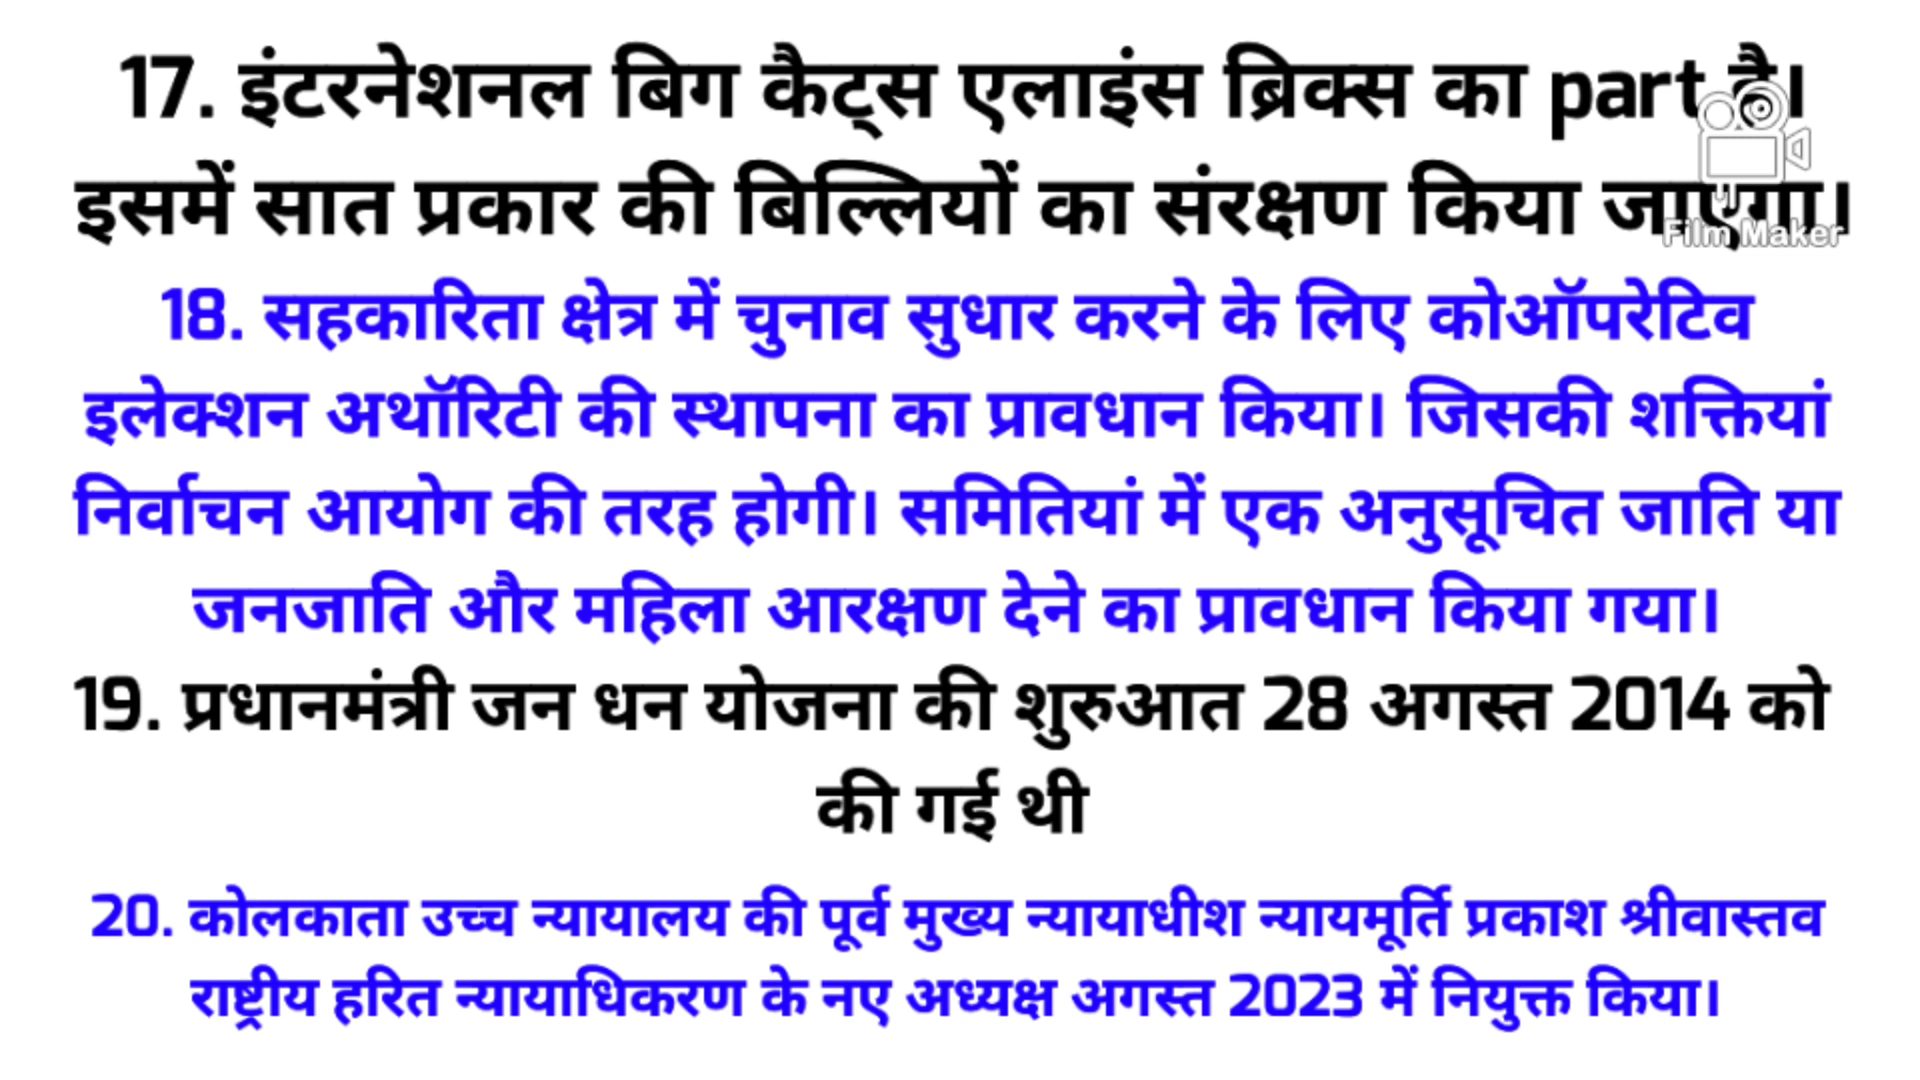 17. इंटरनेशनल बिग कैट्स एलाइंस ब्रिक्स का part है।
इसमें सात प्रकार की बिल्लियों का संरक्षण किया जाएगा।
Film Maker
18. सहकारिता क्षेत्र में चुनाव सुधार करने के लिए कोऑपरेटिव
इलेक्शन अथॉरिटी की स्थापना का प्रावधान किया। जिसकी शक्तियां
निर्वाचन आयोग की तरह होगी। समितियां में एक अनुसूचित जाति या
जनजाति और महिला आरक्षण देने का प्रावधान किया गया।
19. प्रधानमंत्री जन धन योजना की शुरुआत 28 अगस्त 2014 को
की गई थी
20. कोलकाता उच्च न्यायालय की पूर्व मुख्य न्यायाधीश न्यायमूर्ति प्रकाश श्रीवास्तव
राष्ट्रीय हरित न्यायाधिकरण के नए अध्यक्ष अगस्त 2023 में नियुक्त किया।